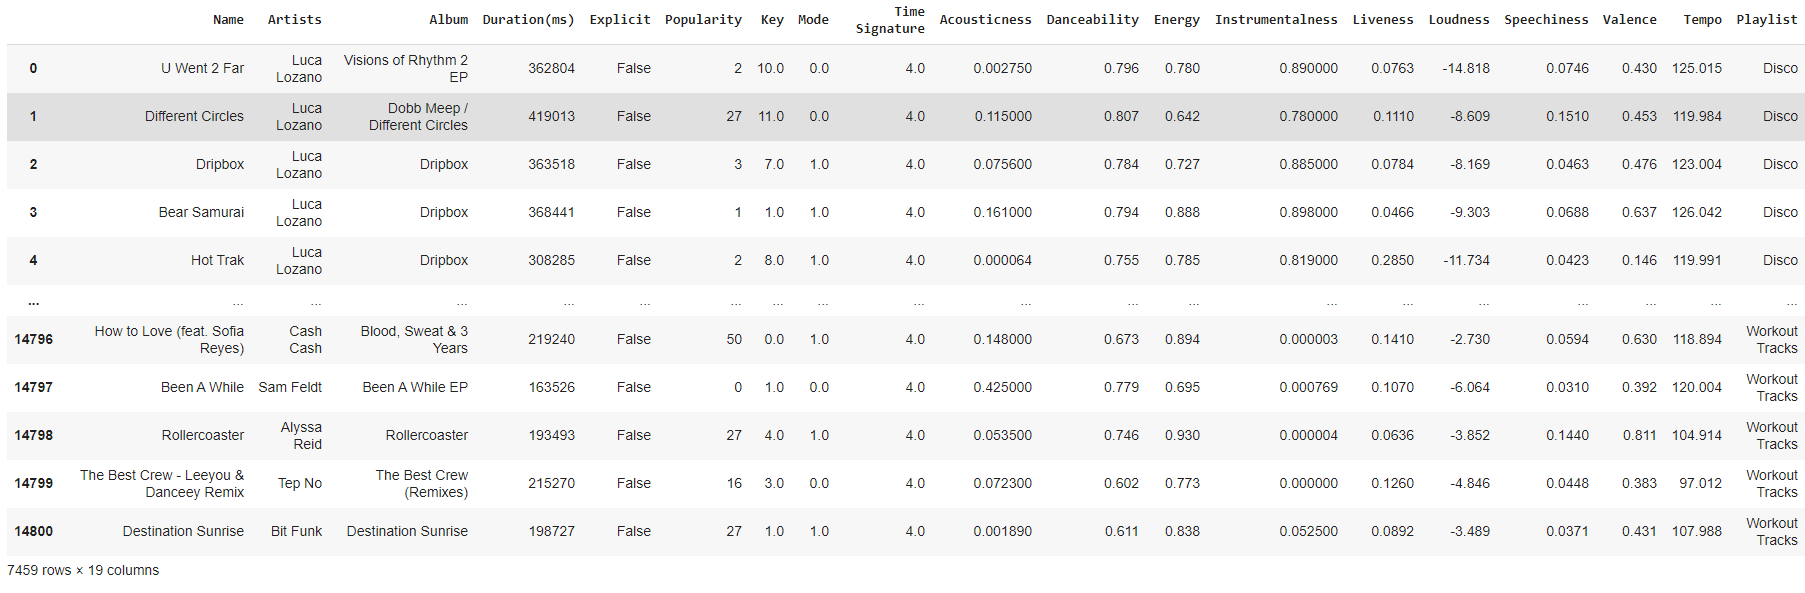 Name Artists Album Duration(ms) Explicit Popularity Key Mode Time Signature Acousticness Danceability Energy Instrumentalness Liveness Loudness Speechiness Valence Tempo Playlist
0 U Went 2 Far Luca Lozano Visions of Rhythm 2 EP 362804 False 2 10.0 0.0 4.0 0.002750 0.796 0.780 0.890000 0.0763 -14.818 0.0746 0.430 125.015 Disco
1 Different Circles Luca Lozano Dobb Meep / Different Circles 419013 False 27 11.0 0.0 4.0 0.115000 0.807 0.642 0.780000 0.1110 -8.609 0.1510 0.453 119.984 Disco
2 Dripbox Luca Lozano Dripbox 363518 False 3 7.0 1.0 4.0 0.075600 0.784 0.727 0.885000 0.0784 -8.169 0.0463 0.476 123.004 Disco
3 Bear Samurai Luca Lozano Dripbox 368441 False 1 1.0 1.0 4.0 0.161000 0.794 0.888 0.898000 0.0466 -9.303 0.0688 0.637 126.042 Disco
4 Hot Trak Luca Lozano Dripbox 308285 False 2 8.0 1.0 4.0 0.000064 0.755 0.785 0.819000 0.2850 -11.734 0.0423 0.146 119.991 Disco
... ... ... ... ... ... ... ... ... ... ... ... ... ... ... ... ... ... ... ...
14796 How to Love (feat. Sofia Reyes) Cash Cash Blood, Sweat & 3 Years 219240 False 50 0.0 1.0 4.0 0.148000 0.673 0.894 0.000003 0.1410 -2.730 0.0594 0.630 118.894 Workout Tracks
14797 Been A While Sam Feldt Been A While EP 163526 False 0 1.0 0.0 4.0 0.425000 0.779 0.695 0.000769 0.1070 -6.064 0.0310 0.392 120.004 Workout Tracks
14798 Rollercoaster Alyssa Reid Rollercoaster 193493 False 27 4.0 1.0 4.0 0.053500 0.746 0.930 0.000004 0.0636 -3.852 0.1440 0.811 104.914 Workout Tracks
14799 The Best Crew - Leeyou & Danceey Remix Tep No The Best Crew (Remixes) 215270 False 16 3.0 0.0 4.0 0.072300 0.602 0.773 0.000000 0.1260 -4.846 0.0448 0.383 97.012 Workout Tracks
14800 Destination Sunrise Bit Funk Destination Sunrise 198727 False 27 1.0 1.0 4.0 0.001890 0.611 0.838 0.052500 0.0892 -3.489 0.0371 0.431 107.988 Workout Tracks
7459 rows × 19 columns